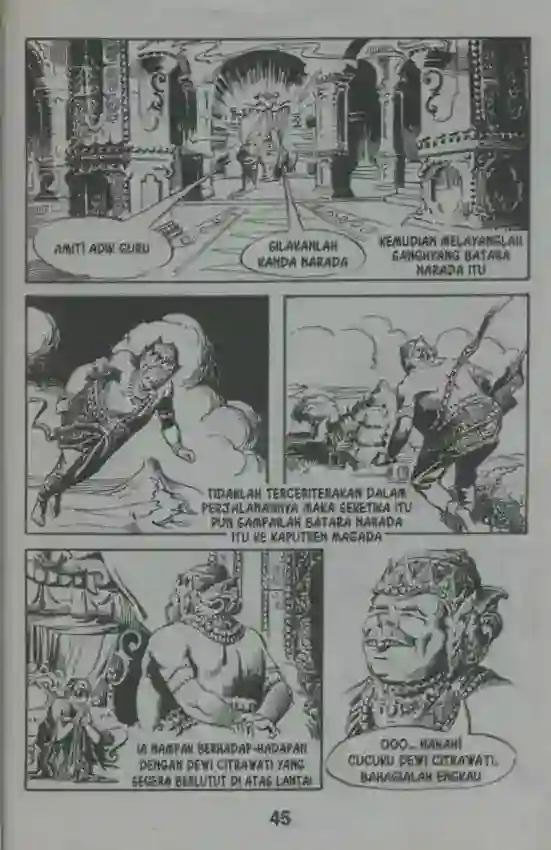 AMIT! ADIK GURU
SILAKANLAH
KANDA NARADA
KEMUDIAN MELAYANGLAH
SANGHYANG BATARA
NARADA ITU
TIDAKLAH TERCERITERAKAN DALAM
PERJALANANNYA MAKA SEKETIKA ITU
PUN SAMPAILAH BATARA NARADA
ITU KE KAPUTREN MAGADA
IA NAMPAK BERHADAP-HADAPAN
DENGAN DEWI CITRAWATI YANG
SEGERA BERLUTUT DI ATAS LANTAI
OOO...
CUCUKU DEWI CITRAWATI,
BAHAGIALAH ENGKAU
45